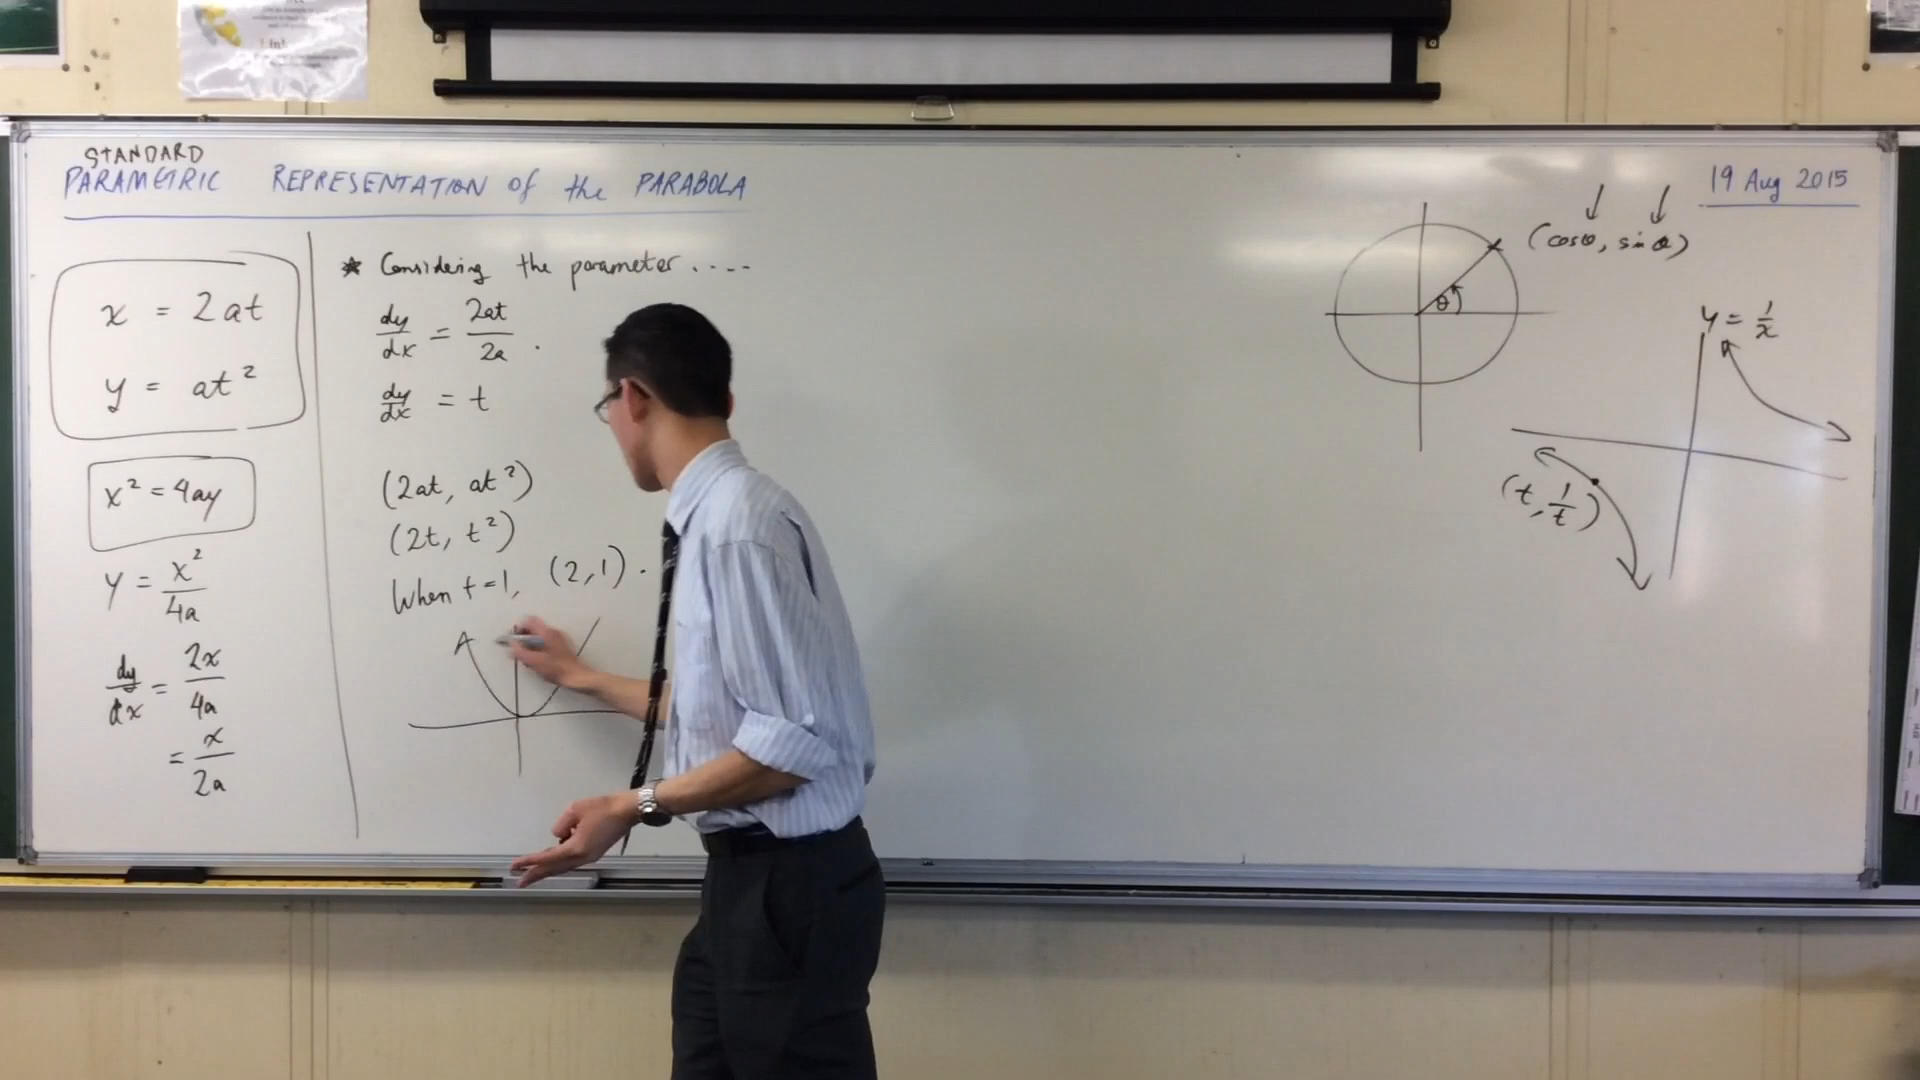 STANDARD
PARAMETRIC REPRESENTATION of the PARABOLA
19 Aug 2015
x = 2at
y = at²
x² = 4ay
y = x²/4a
dy/dx = 2x/4a
= x/2a
* Considering the parameter ....
dy/dx = 2at/2a .
dy/dx = t
(2at, at²)
(2t, t²)
When t=1, (2,1).
(cosθ, sinθ)
θ
y = 1/x
(t, 1/t)